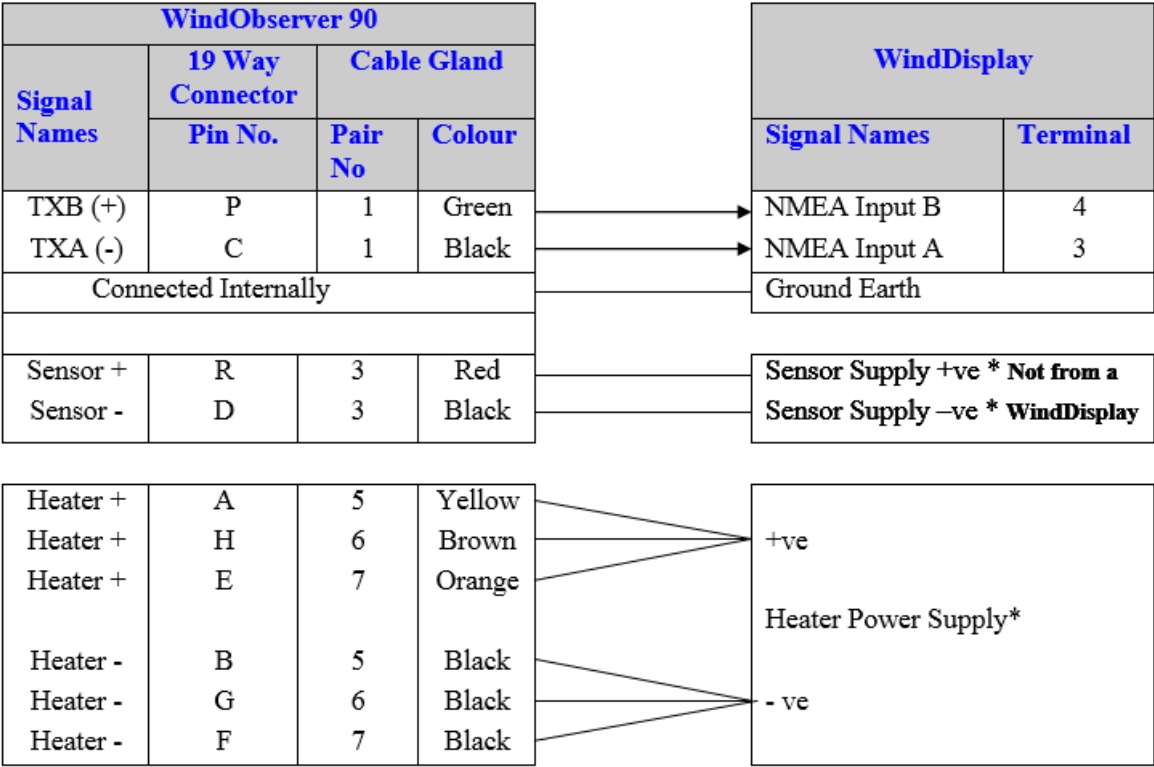 WindObserver 90
WindDisplay
Signal Names
19 Way Connector
Cable Gland
Pin No.
Pair No
Colour
Signal Names
Terminal
TXB (+) P 1 Green NMEA Input B 4
TXA (-) C 1 Black NMEA Input A 3
Connected Internally Ground Earth
Sensor + R 3 Red Sensor Supply +ve * Not from a
Sensor - D 3 Black Sensor Supply –ve * WindDisplay
Heater + A 5 Yellow
Heater + H 6 Brown +ve
Heater + E 7 Orange
Heater Power Supply*
Heater - B 5 Black
Heater - G 6 Black - ve
Heater - F 7 Black